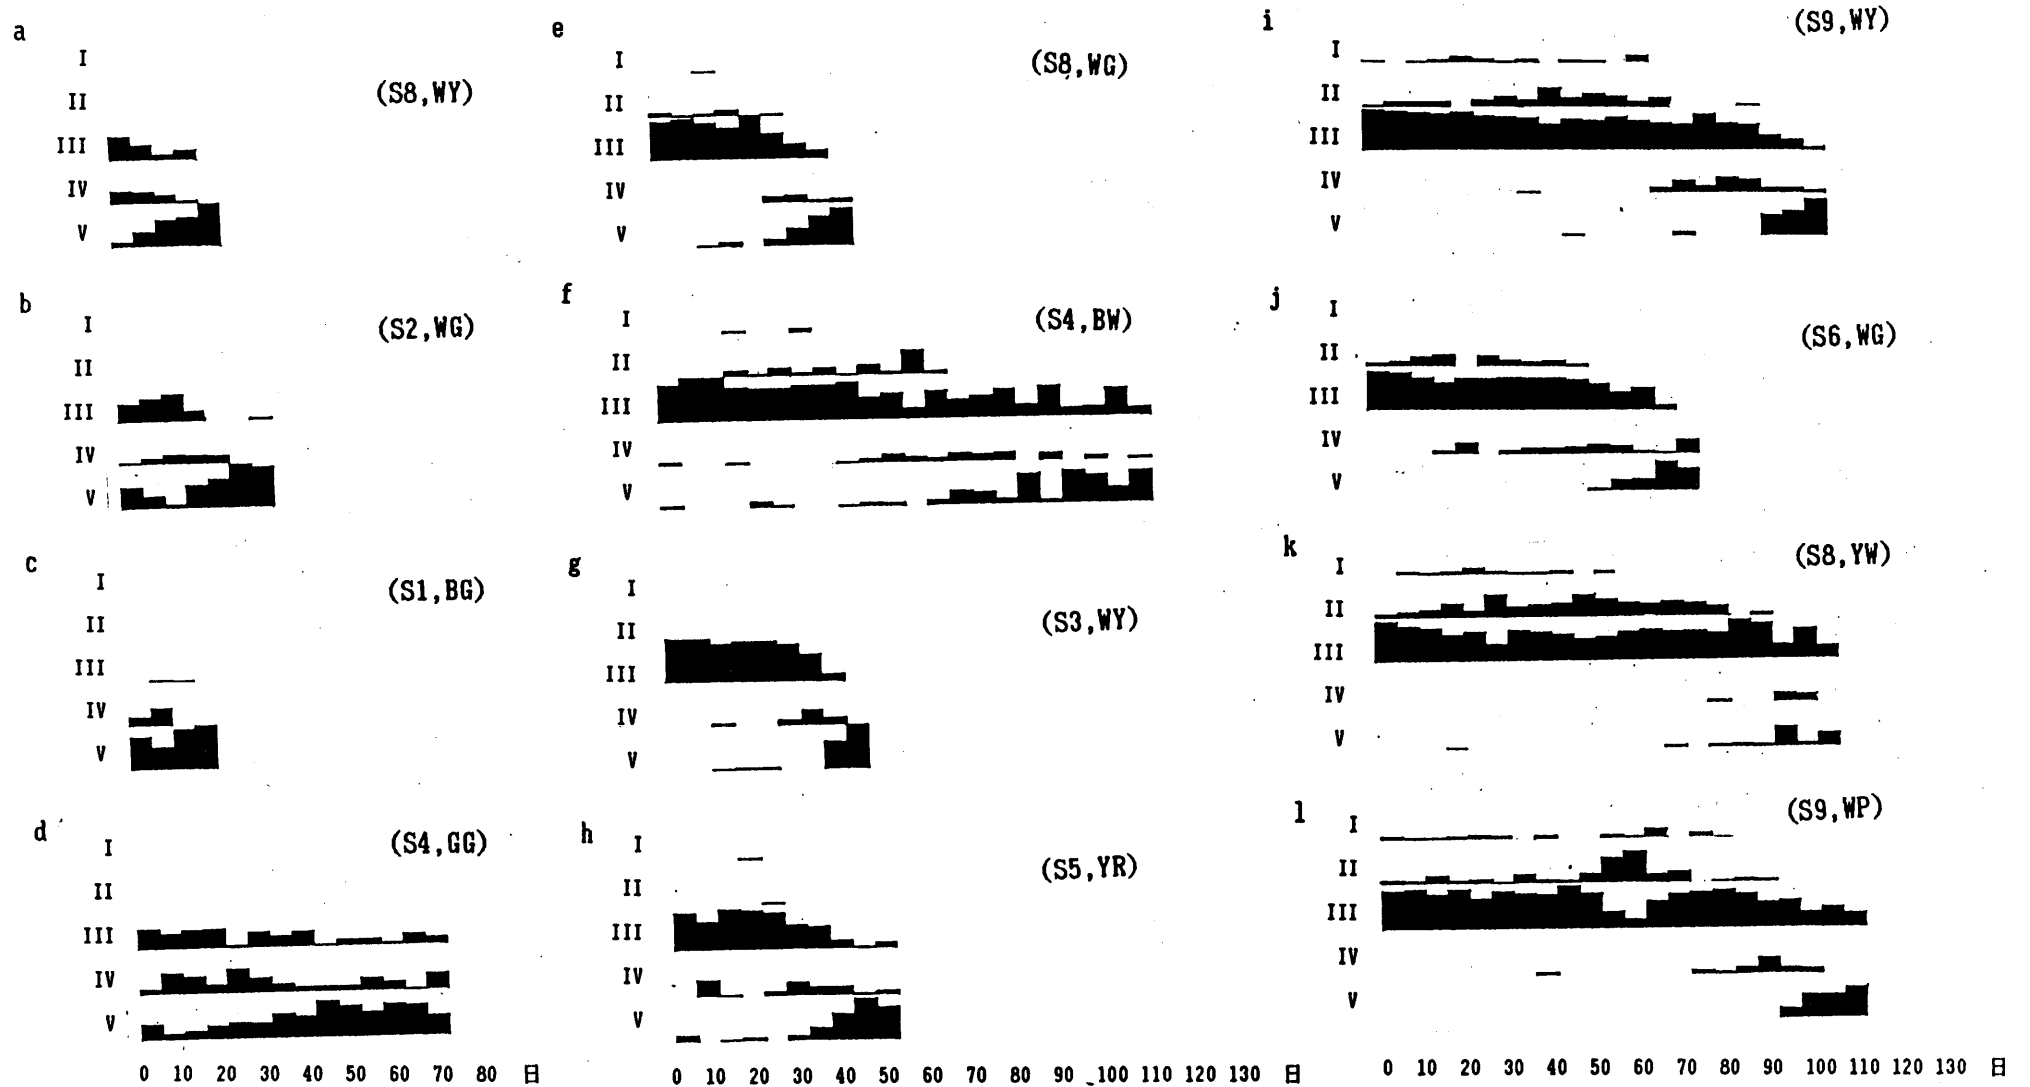 a
I
(S8,WY)
II
III
IV
V
b
I
(S2,WG)
II
III
IV
V
c
I
(S1,BG)
II
III
IV
V
d
I
(S4,GG)
II
III
IV
V
0 10 20 30 40 50 60 70 80 日
e
I
(S8,WG)
II
III
IV
V
f
I
(S4,BW)
II
III
IV
V
g
I
(S3,WY)
II
III
IV
V
h
I
(S5,YR)
II
III
IV
V
0 10 20 30 40 50 60 70 80 90 100 110 120 130 日
i
(S9,WY)
I
II
III
IV
V
j
I
(S6,WG)
II
III
IV
V
k
(S8,YW)
I
II
III
IV
V
l
(S9,WP)
I
II
III
IV
V
0 10 20 30 40 50 60 70 80 90 100 110 120 130 日